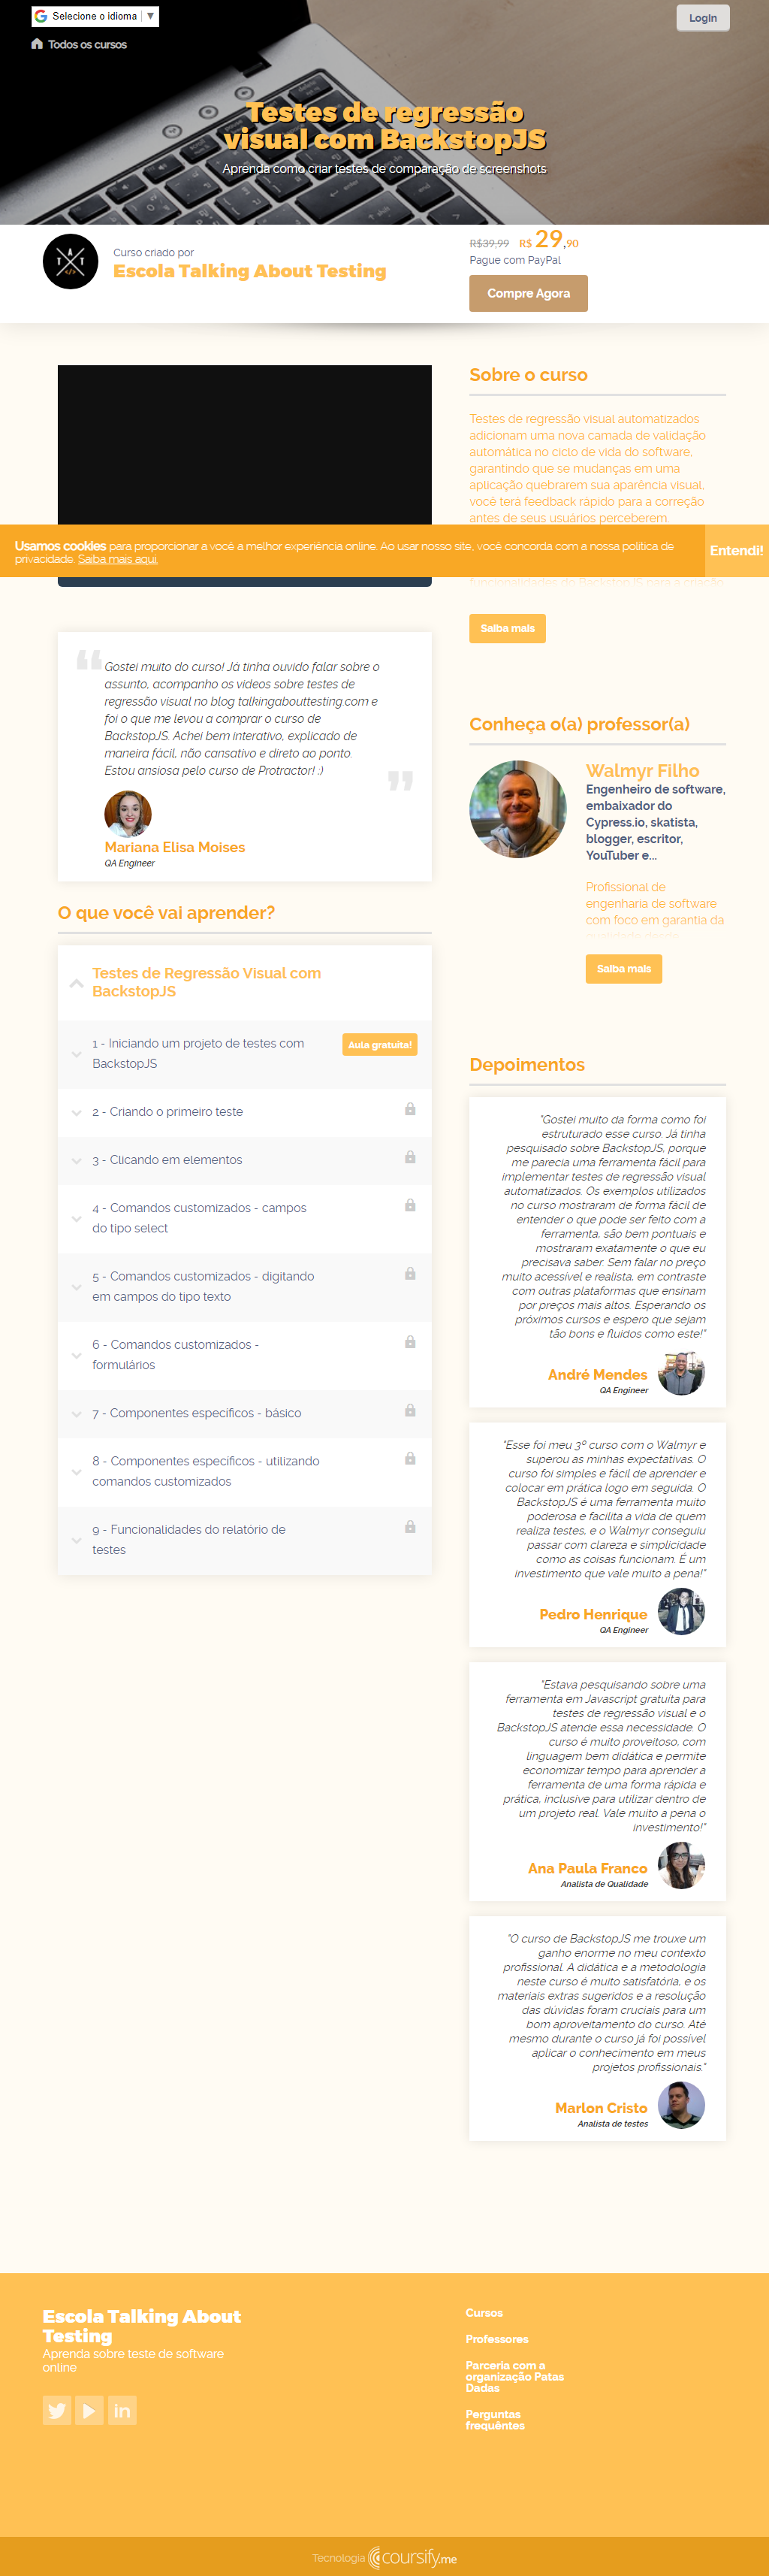 Selecione o idioma ▼
Login
Todos os cursos
Testes de regressão
visual com BackstopJS
Aprenda como criar testes de comparação de screenshots
Curso criado por
Escola Talking About Testing
R$39,99 R$ 29,90
Pague com PayPal
Compre Agora
Sobre o curso
Testes de regressão visual automatizados
adicionam uma nova camada de validação
automática no ciclo de vida do software,
garantindo que se mudanças em uma
aplicação quebrarem sua aparência visual,
você terá feedback rápido para a correção
antes de seus usuários perceberem.
Usamos cookies para proporcionar a você a melhor experiência online. Ao usar nosso site, você concorda com a nossa política de
privacidade. Saiba mais aqui.
Entendi!
Saiba mais
“Gostei muito do curso! Já tinha ouvido falar sobre o
assunto, acompanho os vídeos sobre testes de
regressão visual no blog talkingabouttesting.com e
foi o que me levou a comprar o curso de
BackstopJS. Achei bem interativo, explicado de
maneira fácil, não cansativo e direto ao ponto.
Estou ansiosa pelo curso de Protractor! :)”
Mariana Elisa Moises
QA Engineer
Conheça o(a) professor(a)
Walmyr Filho
Engenheiro de software,
embaixador do
Cypress.io, skatista,
blogger, escritor,
YouTuber e...
Profissional de
engenharia de software
com foco em garantia da
Saiba mais
O que você vai aprender?
Testes de Regressão Visual com
BackstopJS
1 - Iniciando um projeto de testes com
BackstopJS
Aula gratuita!
2 - Criando o primeiro teste
3 - Clicando em elementos
4 - Comandos customizados - campos
do tipo select
5 - Comandos customizados - digitando
em campos do tipo texto
6 - Comandos customizados -
formulários
7 - Componentes específicos - básico
8 - Componentes específicos - utilizando
comandos customizados
9 - Funcionalidades do relatório de
testes
Depoimentos
"Gostei muito da forma como foi
estruturado esse curso. Já tinha
pesquisado sobre BackstopJS, porque
me parecia uma ferramenta fácil para
implementar testes de regressão visual
automatizados. Os exemplos utilizados
no curso mostraram de forma fácil de
entender o que pode ser feito com a
ferramenta, são bem pontuais e
mostraram exatamente o que eu
precisava saber. Sem falar no preço
muito acessível e realista, em contraste
com outras plataformas que ensinam
por preços mais altos. Esperando os
próximos cursos e espero que sejam
tão bons e fluidos como este!"
André Mendes
QA Engineer
"Esse foi meu 3º curso com o Walmyr e
superou as minhas expectativas. O
curso foi simples e fácil de aprender e
colocar em prática logo em seguida. O
BackstopJS é uma ferramenta muito
poderosa e facilita a vida de quem
realiza testes, e o Walmyr conseguiu
passar com clareza e simplicidade
como as coisas funcionam. É um
investimento que vale muito a pena!"
Pedro Henrique
QA Engineer
"Estava pesquisando sobre uma
ferramenta em Javascript gratuita para
testes de regressão visual e o
BackstopJS atende essa necessidade. O
curso é muito proveitoso, com
linguagem bem didática e permite
economizar tempo para aprender a
ferramenta de uma forma rápida e
prática, inclusive para utilizar dentro de
um projeto real. Vale muito a pena o
investimento!"
Ana Paula Franco
Analista de Qualidade
"O curso de BackstopJS me trouxe um
ganho enorme no meu contexto
profissional. A didática e a metodologia
neste curso é muito satisfatória, e os
materiais extras sugeridos e a resolução
das dúvidas foram cruciais para um
bom aproveitamento do curso. Até
mesmo durante o curso já foi possível
aplicar o conhecimento em meus
projetos profissionais."
Marlon Cristo
Analista de testes
Escola Talking About
Testing
Aprenda sobre teste de software
online
Cursos
Professores
Parceria com a
organização Patas
Dadas
Perguntas
frequêntes
Tecnologia coursify.me